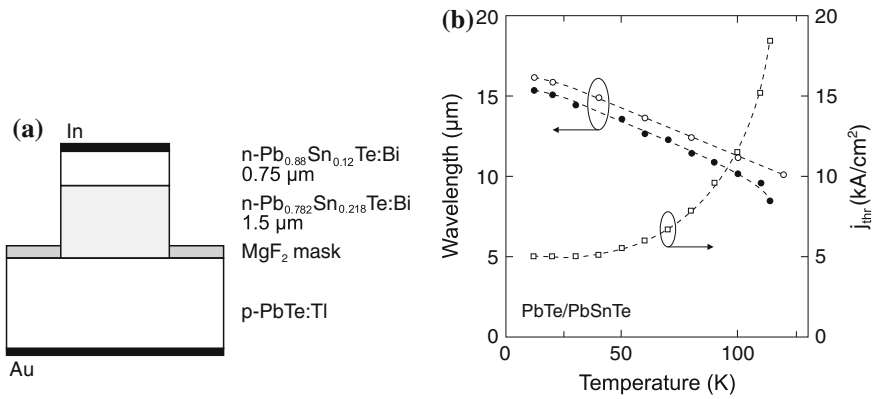 (a)
In
n-Pb0.88Sn0.12Te:Bi
0.75 µm
n-Pb0.782Sn0.218Te:Bi
1.5 µm
MgF2 mask
p-PbTe:Tl
Au
(b)
20
15
10
5
0
Wavelength (µm)
20
15
10
5
0
jthr (kA/cm2)
PbTe/PbSnTe
0
50
100
Temperature (K)